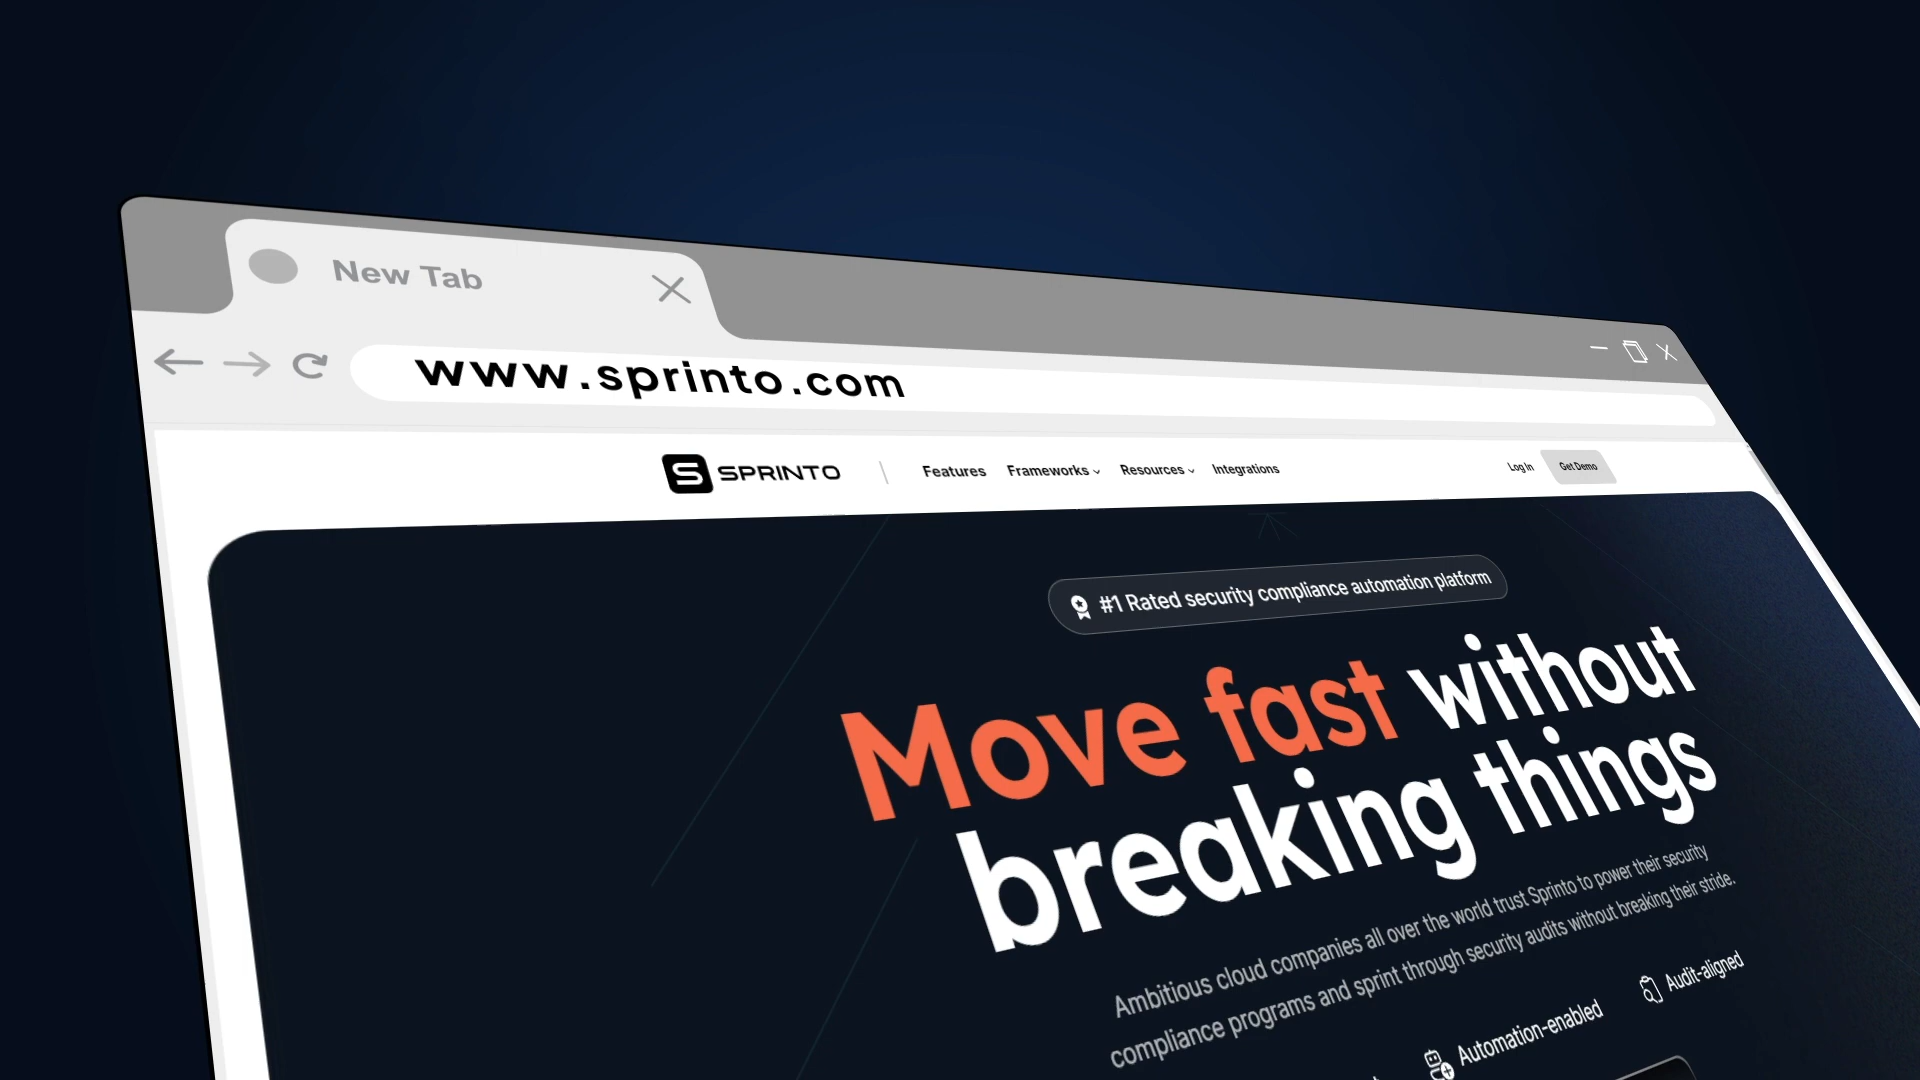 New Tab
www.sprinto.com
SPRINTO
Features Frameworks Resources Integrations
Log In Get Demo
#1 Rated security compliance automation platform
Move fast without
breaking things
Ambitious cloud companies all over the world trust Sprinto to power their security
compliance programs and sprint through security audits without breaking their stride.
Automation-enabled Audit-aligned